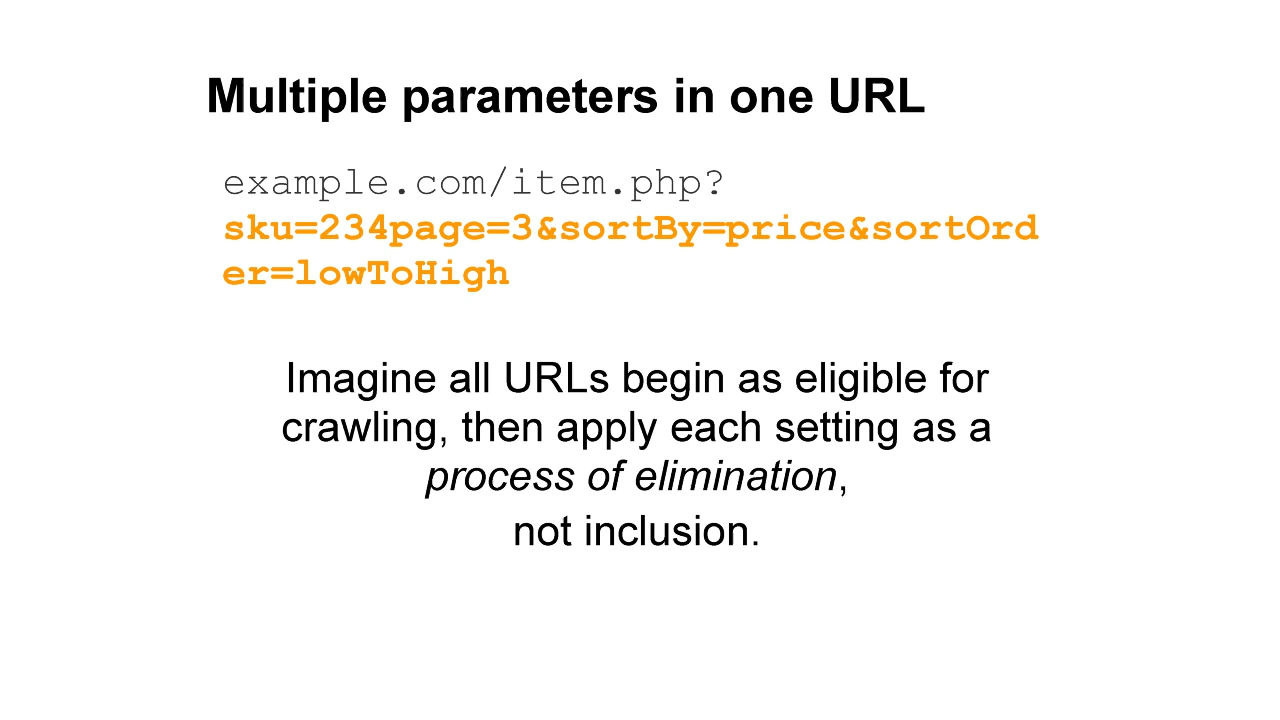 Multiple parameters in one URL
example.com/item.php?
sku=234page=3&sortBy=price&sortOrd
er=lowToHigh
Imagine all URLs begin as eligible for
crawling, then apply each setting as a
process of elimination,
not inclusion.